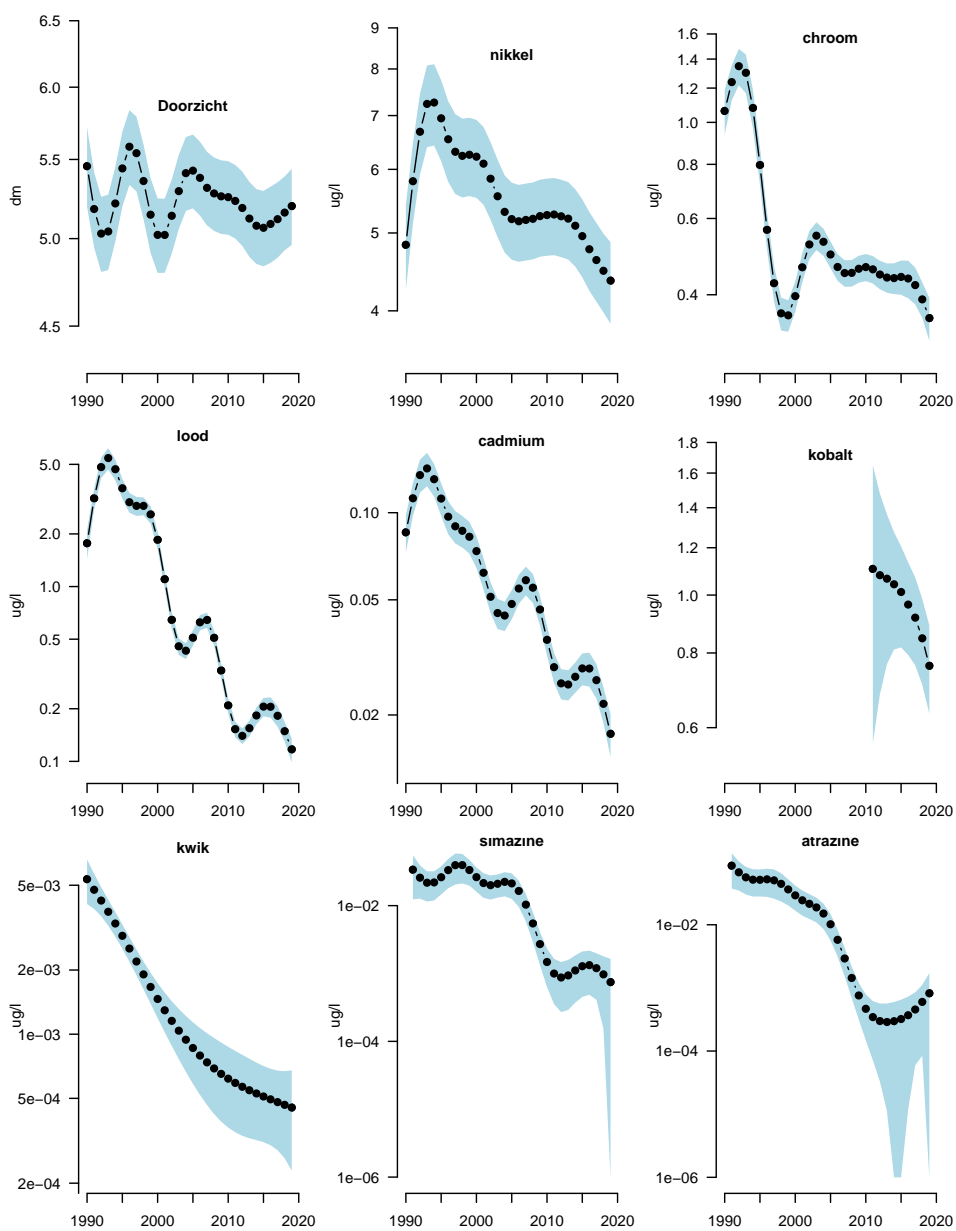 Doorzicht
dm
6.5
6.0
5.5
5.0
4.5
1990 2000 2010 2020
nikkel
ug/l
9
8
7
6
5
4
1990 2000 2010 2020
chroom
ug/l
1.6
1.4
1.2
1.0
0.8
0.6
0.4
1990 2000 2010 2020
lood
ug/l
5.0
2.0
1.0
0.5
0.2
0.1
1990 2000 2010 2020
cadmium
ug/l
0.10
0.05
0.02
1990 2000 2010 2020
kobalt
ug/l
1.8
1.6
1.4
1.2
1.0
0.8
0.6
1990 2000 2010 2020
kwik
ug/l
5e−03
2e−03
1e−03
5e−04
2e−04
1990 2000 2010 2020
simazine
ug/l
1e−02
1e−04
1e−06
1990 2000 2010 2020
atrazine
ug/l
1e−02
1e−04
1e−06
1990 2000 2010 2020